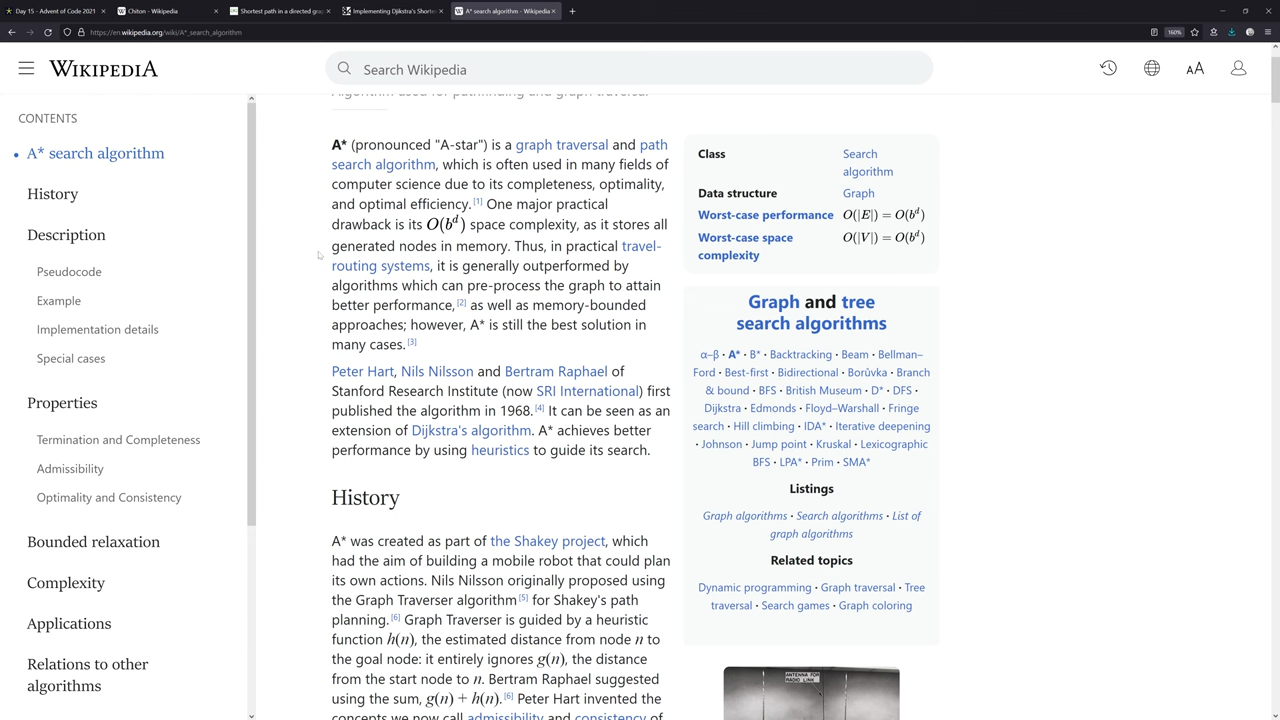 Day 15 - Advent of Code 2021
Chiton - Wikipedia
Shortest path in a directed gra
Implementing Djikstra's Shorte
A* search algorithm - Wikipedia
https://en.wikipedia.org/wiki/A*_search_algorithm
160%
WIKIPEDIA
Search Wikipedia
AA
CONTENTS
• A* search algorithm
History
Description
Pseudocode
Example
Implementation details
Special cases
Properties
Termination and Completeness
Admissibility
Optimality and Consistency
Bounded relaxation
Complexity
Applications
Relations to other
algorithms
Algorithm used for pathfinding and graph traversal
A* (pronounced "A-star") is a graph traversal and path
search algorithm, which is often used in many fields of
computer science due to its completeness, optimality,
and optimal efficiency.[1] One major practical
drawback is its O(b^d) space complexity, as it stores all
generated nodes in memory. Thus, in practical travel-
routing systems, it is generally outperformed by
algorithms which can pre-process the graph to attain
better performance,[2] as well as memory-bounded
approaches; however, A* is still the best solution in
many cases.[3]
Peter Hart, Nils Nilsson and Bertram Raphael of
Stanford Research Institute (now SRI International) first
published the algorithm in 1968.[4] It can be seen as an
extension of Dijkstra's algorithm. A* achieves better
performance by using heuristics to guide its search.
History
A* was created as part of the Shakey project, which
had the aim of building a mobile robot that could plan
its own actions. Nils Nilsson originally proposed using
the Graph Traverser algorithm[5] for Shakey's path
planning.[6] Graph Traverser is guided by a heuristic
function h(n), the estimated distance from node n to
the goal node: it entirely ignores g(n), the distance
from the start node to n. Bertram Raphael suggested
using the sum, g(n) + h(n).[6] Peter Hart invented the
concepts we now call admissibility and consistency of
Class Search
algorithm
Data structure Graph
Worst-case performance O(|E|) = O(b^d)
Worst-case space O(|V|) = O(b^d)
complexity
Graph and tree
search algorithms
α–β • A* • B* • Backtracking • Beam • Bellman–
Ford • Best-first • Bidirectional • Borůvka • Branch
& bound • BFS • British Museum • D* • DFS •
Dijkstra • Edmonds • Floyd–Warshall • Fringe
search • Hill climbing • IDA* • Iterative deepening
• Johnson • Jump point • Kruskal • Lexicographic
BFS • LPA* • Prim • SMA*
Listings
Graph algorithms • Search algorithms • List of
graph algorithms
Related topics
Dynamic programming • Graph traversal • Tree
traversal • Search games • Graph coloring
ANTENNA FOR
RADIO LINK